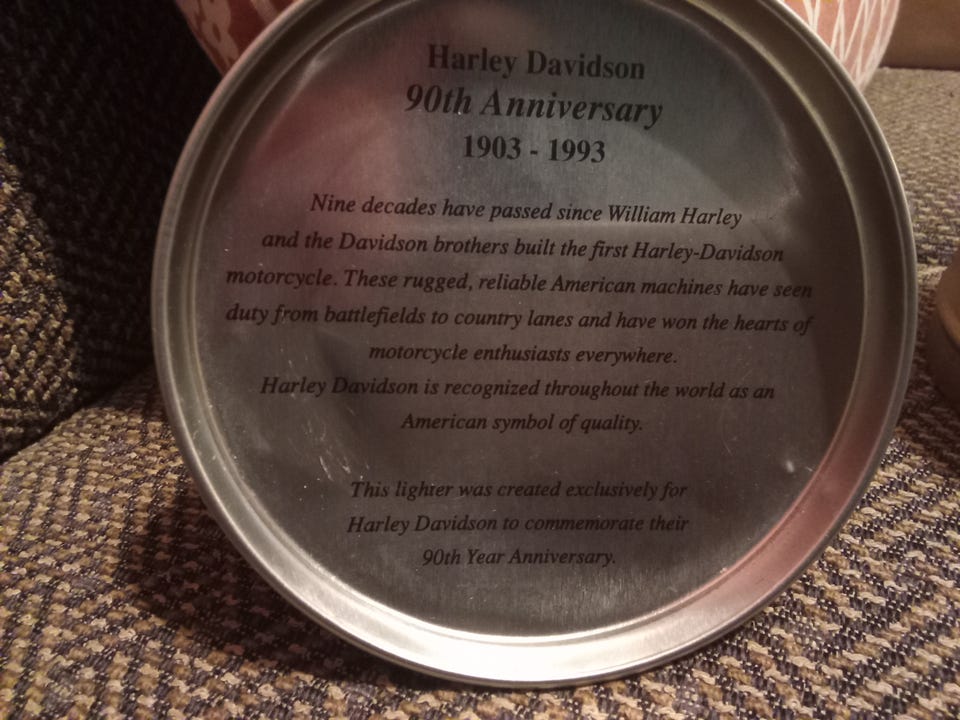 Harley Davidson
90th Anniversary
1903 - 1993
Nine decades have passed since William Harley
and the Davidson brothers built the first Harley-Davidson
motorcycle. These rugged, reliable American machines have seen
duty from battlefields to country lanes and have won the hearts of
motorcycle enthusiasts everywhere.
Harley Davidson is recognized throughout the world as an
American symbol of quality.
This lighter was created exclusively for
Harley Davidson to commemorate their
90th Year Anniversary.